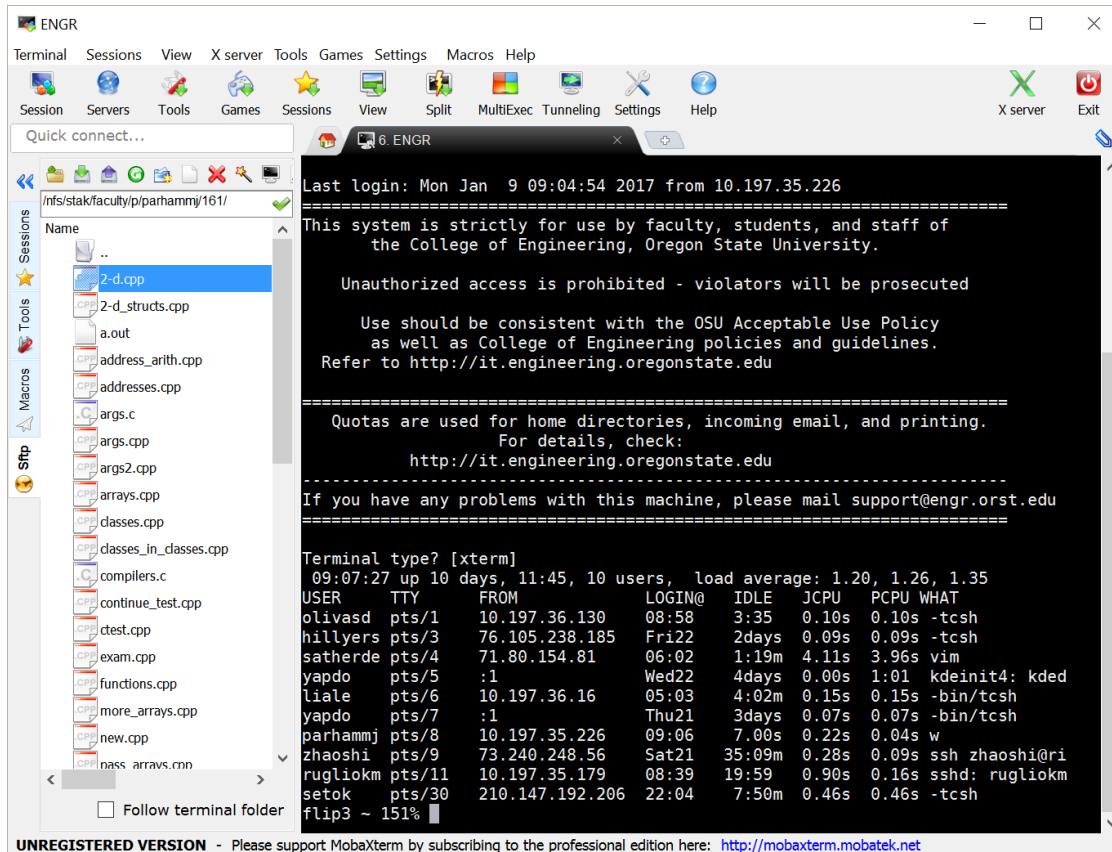 ENGR
Terminal Sessions View X server Tools Games Settings Macros Help
Session Servers Tools Games Sessions View Split MultiExec Tunneling Settings Help X server Exit
Quick connect...
6. ENGR
/nfs/stak/faculty/p/parhammj/161/
Name
..
2-d.cpp
2-d_structs.cpp
a.out
address_arith.cpp
addresses.cpp
args.c
args.cpp
args2.cpp
arrays.cpp
classes.cpp
classes_in_classes.cpp
compilers.c
continue_test.cpp
ctest.cpp
exam.cpp
functions.cpp
more_arrays.cpp
new.cpp
pass_arrays.cpp
Follow terminal folder
Sessions
Tools
Macros
Sftp
Last login: Mon Jan  9 09:04:54 2017 from 10.197.35.226
========================================================================
This system is strictly for use by faculty, students, and staff of
the College of Engineering, Oregon State University.
Unauthorized access is prohibited - violators will be prosecuted
Use should be consistent with the OSU Acceptable Use Policy
as well as College of Engineering policies and guidelines.
Refer to http://it.engineering.oregonstate.edu
========================================================================
Quotas are used for home directories, incoming email, and printing.
For details, check:
http://it.engineering.oregonstate.edu
------------------------------------------------------------------------
If you have any problems with this machine, please mail support@engr.orst.edu
========================================================================
Terminal type? [xterm]
09:07:27 up 10 days, 11:45, 10 users,  load average: 1.20, 1.26, 1.35
USER     TTY      FROM             LOGIN@   IDLE   JCPU   PCPU WHAT
olivasd  pts/1    10.197.36.130    08:58    3:35   0.10s  0.10s -tcsh
hillyers pts/3    76.105.238.185   Fri22    2days  0.09s  0.09s -tcsh
satherde pts/4    71.80.154.81     06:02    1:19m  4.11s  3.96s vim
yapdo    pts/5    :1               Wed22    4days  0.00s  1:01  kdeinit4: kded
liale    pts/6    10.197.36.16     05:03    4:02m  0.15s  0.15s -bin/tcsh
yapdo    pts/7    :1               Thu21    3days  0.07s  0.07s -bin/tcsh
parhammj pts/8    10.197.35.226    09:06    7.00s  0.22s  0.04s w
zhaoshi  pts/9    73.240.248.56    Sat21   35:09m  0.28s  0.09s ssh zhaoshi@ri
rugliokm pts/11   10.197.35.179    08:39   19:59   0.90s  0.16s sshd: rugliokm
setok    pts/30   210.147.192.206  22:04    7:50m  0.46s  0.46s -tcsh
flip3 ~ 151%
UNREGISTERED VERSION - Please support MobaXterm by subscribing to the professional edition here: http://mobaxterm.mobatek.net